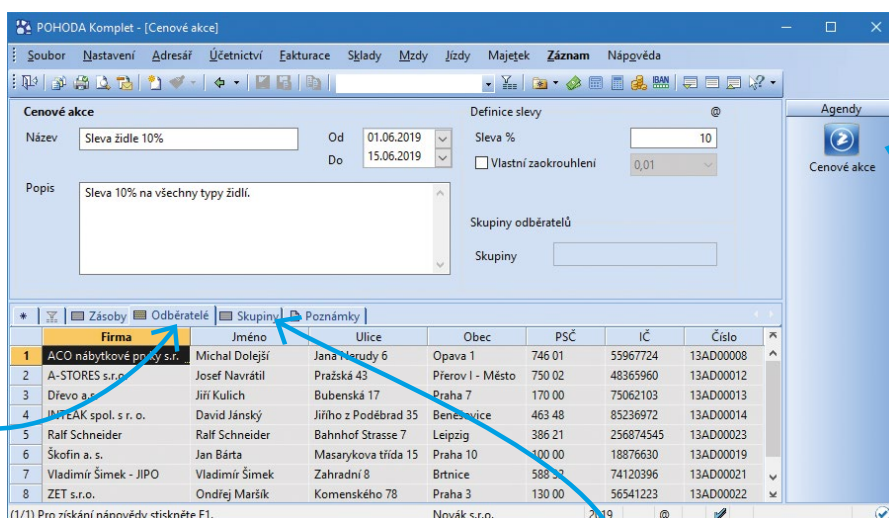 POHODA Komplet - [Cenové akce]
Soubor Nastavení Adresář Účetnictví Fakturace Sklady Mzdy Jízdy Majetek Záznam Nápověda
IBAN
Cenové akce
Název Sleva židle 10% Od 01.06.2019
Do 15.06.2019
Popis Sleva 10% na všechny typy židlí.
Definice slevy @
Sleva % 10
Vlastní zaokrouhlení 0,01
Skupiny odběratelů
Skupiny
Agendy
Cenové akce
* Zásoby Odběratelé Skupiny Poznámky
Firma Jméno Ulice Obec PSČ IČ Číslo
1 ACO nábytkové s.r. Michal Dolejší Jana Nerudy 6 Opava 1 746 01 55967724 13AD00008
2 A-STORES s.r.o. Josef Navrátil Pražská 43 Přerov I - Město 750 02 48365960 13AD00012
3 Dřevo a.s. Jiří Kulich Bubenská 17 Praha 7 170 00 75062103 13AD00013
4 INTEAK spol. s r. o. David Jánský Jiřího z Poděbrad 35 Benešovice 463 48 85236972 13AD00014
5 Ralf Schneider Ralf Schneider Bahnhof Strasse 7 Leipzig 386 21 256874545 13AD00023
6 Škofin a. s. Jan Bárta Masarykova třída 15 Praha 10 100 00 18876630 13AD00019
7 Vladimír Šimek - JIPO Vladimír Šimek Zahradní 8 Brtnice 588 32 74120396 13AD00021
8 ZET s.r.o. Ondřej Maršík Komenského 78 Praha 3 130 00 56541223 13AD00022
(1/1) Pro získání nápovědy stiskněte F1. Novák s.r.o. 2019 @